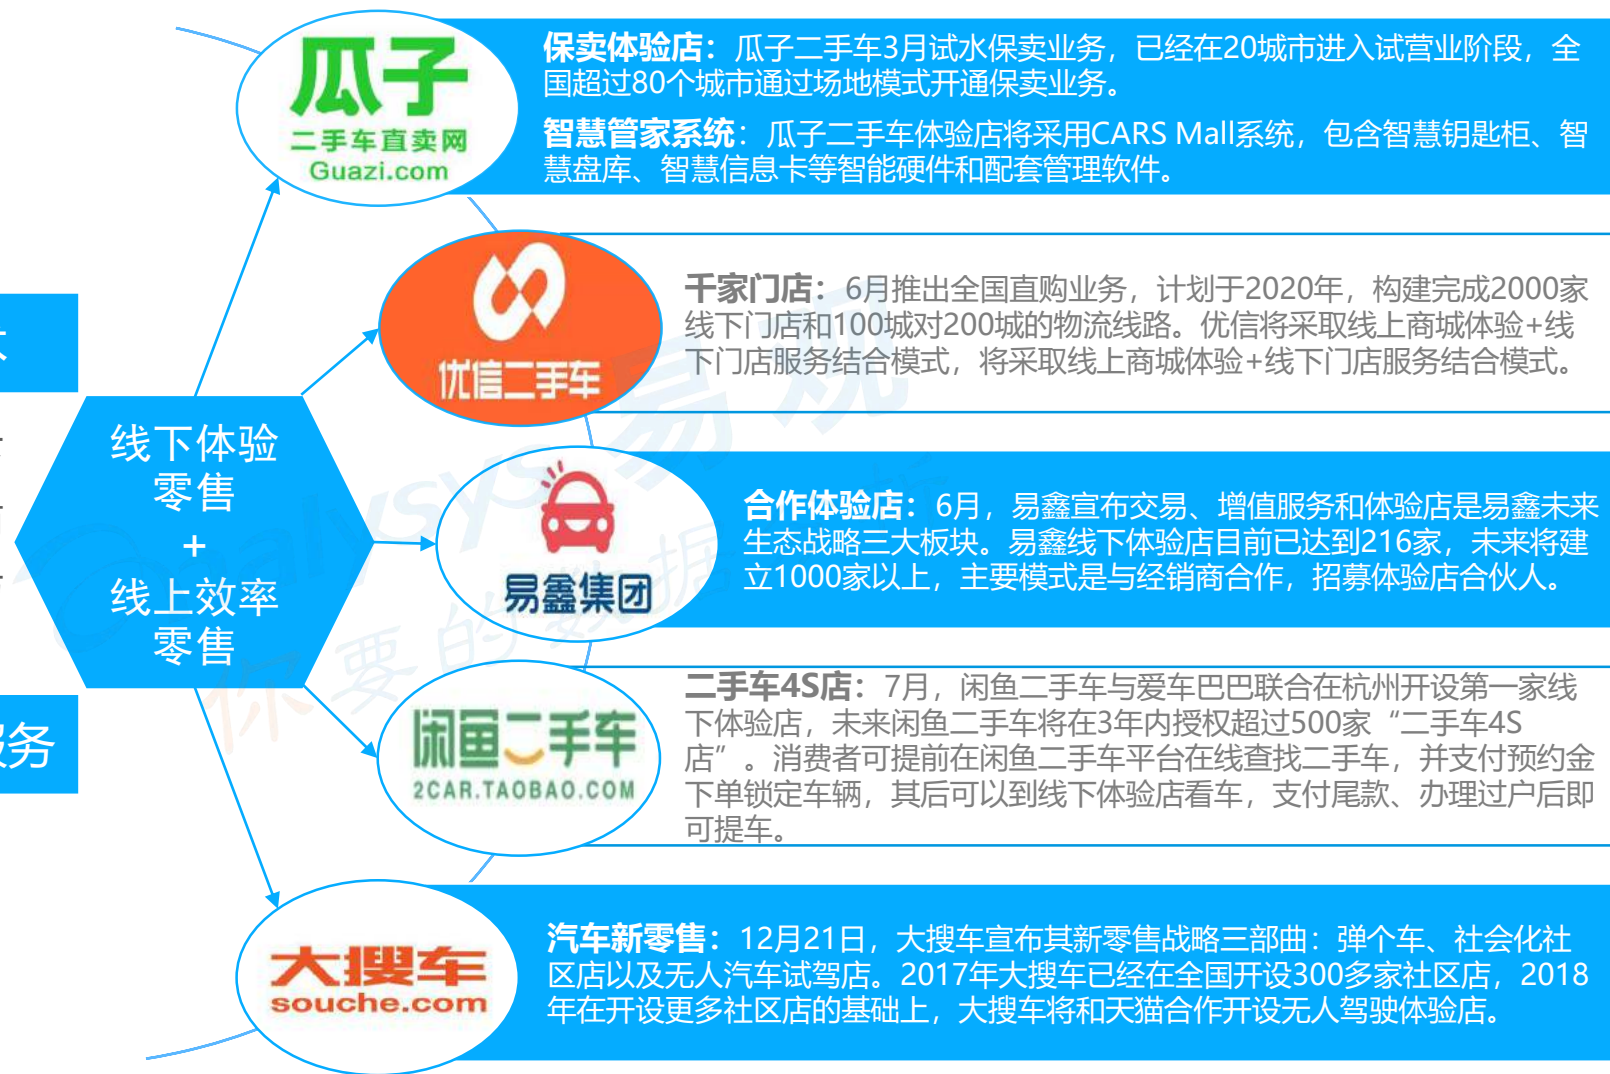 瓜子
二手车直卖网
Guazi.com
保卖体验店：瓜子二手车3月试水保卖业务，已经在20城市进入试营业阶段，全
国超过80个城市通过场地模式开通保卖业务。
智慧管家系统：瓜子二手车体验店将采用CARS Mall系统，包含智慧钥匙柜、智
慧盘库、智慧信息卡等智能硬件和配套管理软件。
优信二手车
千家门店：6月推出全国直购业务，计划于2020年，构建完成2000家
线下门店和100城对200城的物流线路。优信将采取线上商城体验+线
下门店服务结合模式，将采取线上商城体验+线下门店服务结合模式。
线下体验
零售
+
线上效率
零售
易鑫集团
合作体验店：6月，易鑫宣布交易、增值服务和体验店是易鑫未来
生态战略三大板块。易鑫线下体验店目前已达到216家，未来将建
立1000家以上，主要模式是与经销商合作，招募体验店合伙人。
服务
闲鱼二手车
2CAR.TAOBAO.COM
二手车4S店：7月，闲鱼二手车与爱车巴巴联合在杭州开设第一家线
下体验店，未来闲鱼二手车将在3年内授权超过500家“二手车4S
店”。消费者可提前在闲鱼二手车平台在线查找二手车，并支付预约金
下单锁定车辆，其后可以到线下体验店看车，支付尾款、办理过户后即
可提车。
大搜车
souche.com
汽车新零售：12月21日，大搜车宣布其新零售战略三部曲：弹个车、社会化社
区店以及无人汽车试驾店。2017年大搜车已经在全国开设300多家社区店，2018
年在开设更多社区店的基础上，大搜车将和天猫合作开设无人驾驶体验店。
analysys易观
你要的数据分析